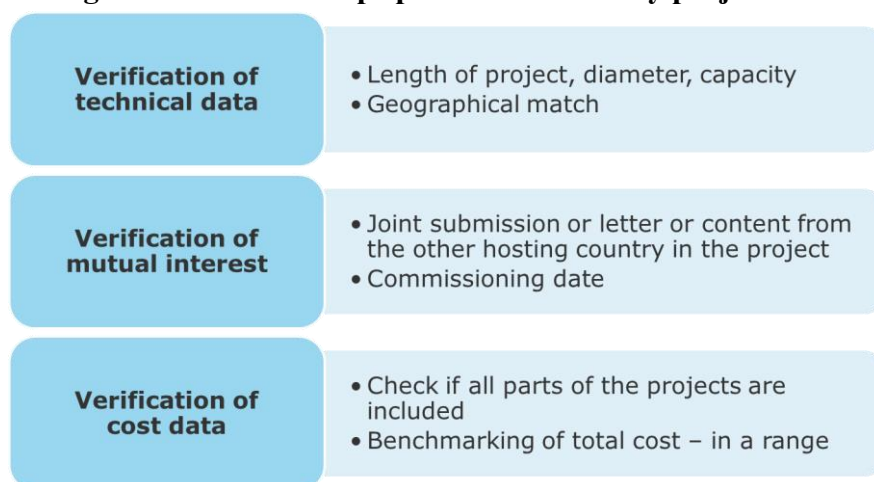 Verification of
technical data
• Length of project, diameter, capacity
• Geographical match
Verification of
mutual interest
• Joint submission or letter or content from
the other hosting country in the project
• Commissioning date
Verification of
cost data
• Check if all parts of the projects are
included
• Benchmarking of total cost – in a range